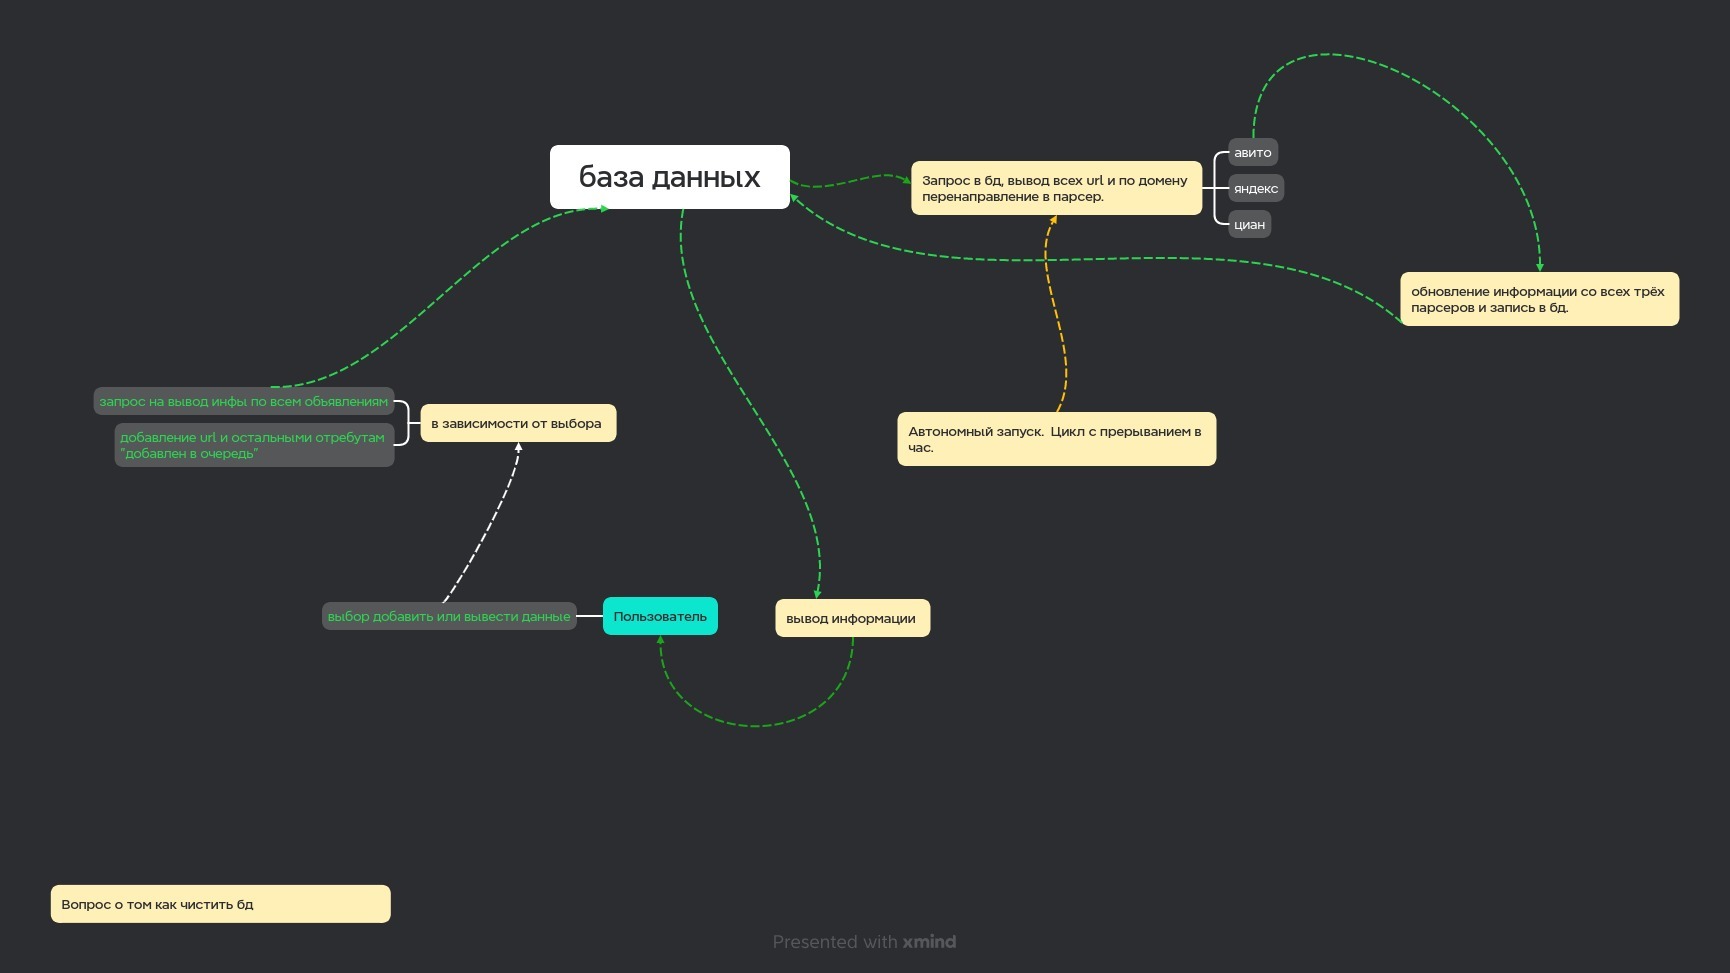 база данных
Запрос в бд, вывод всех url и по домену
перенаправление в парсер.
авито
яндекс
циан
обновление информации со всех трёх
парсеров и запись в бд.
запрос на вывод инфы по всем обьявлениям
добавление url и остальными отребутам
"добавлен в очередь"
в зависимости от выбора
Автономный запуск. Цикл с прерыванием в
час.
выбор добавить или вывести данные
Пользователь
вывод информации
Вопрос о том как чистить бд
Presented with xmind